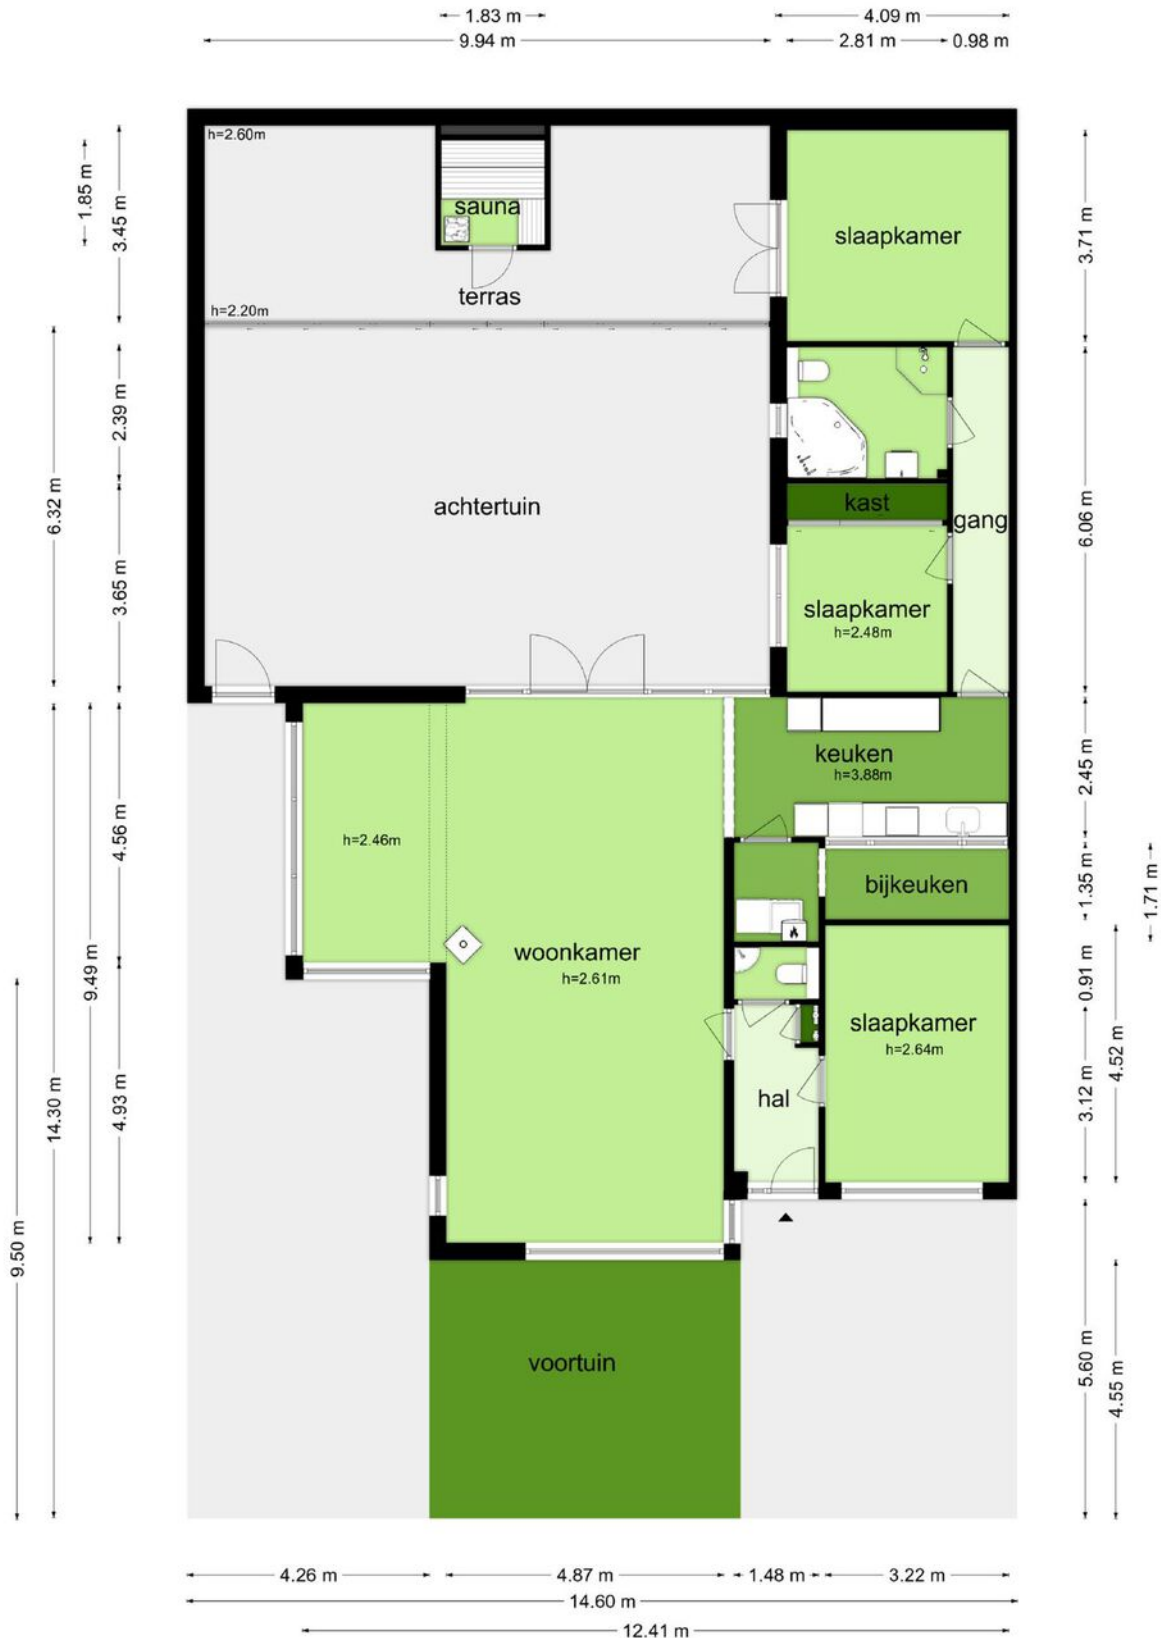 1.83 m
4.09 m
9.94 m
2.81 m
0.98 m
h=2.60m
1.85 m
3.45 m
sauna
slaapkamer
3.71 m
terras
h=2.20m
2.39 m
6.32 m
achtertuin
kast
gang
6.06 m
3.65 m
slaapkamer
h=2.48m
keuken
h=3.88m
2.45 m
4.56 m
h=2.46m
bijkeuken
1.35 m
1.71 m
9.49 m
woonkamer
h=2.61m
0.91 m
slaapkamer
h=2.64m
4.52 m
14.30 m
4.93 m
hal
3.12 m
9.50 m
voortuin
5.60 m
4.55 m
4.26 m
4.87 m
1.48 m
3.22 m
14.60 m
12.41 m